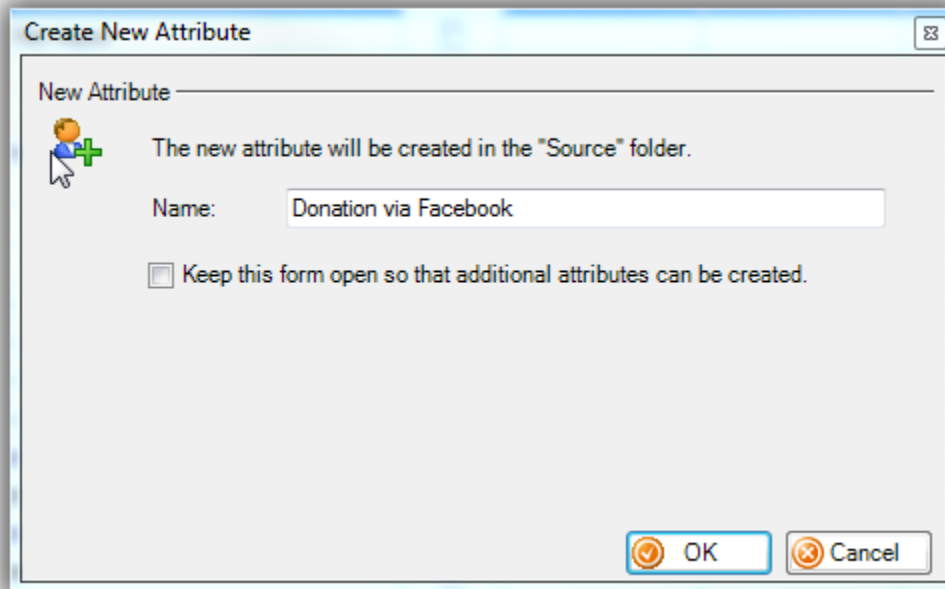 Create New Attribute
New Attribute
The new attribute will be created in the "Source" folder.
Name: Donation via Facebook
Keep this form open so that additional attributes can be created.
OK Cancel